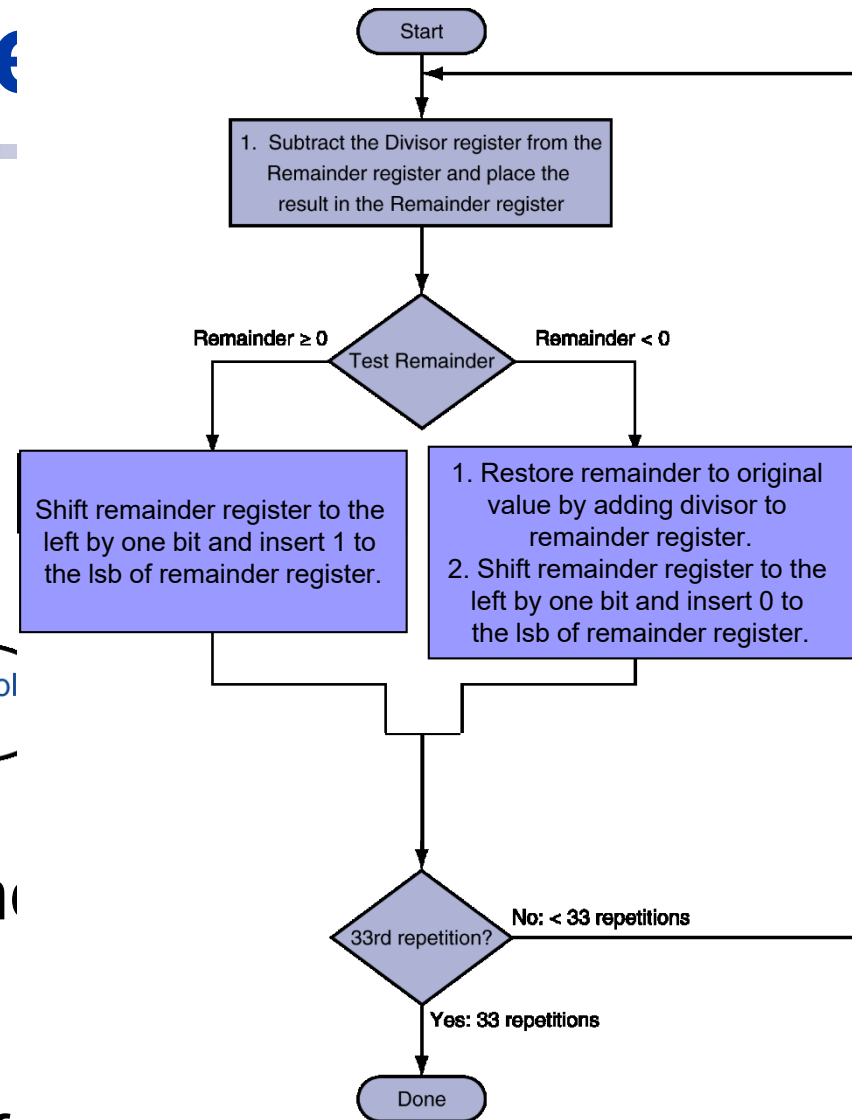 Start
1. Subtract the Divisor register from the
Remainder register and place the
result in the Remainder register
Remainder ≥ 0
Remainder < 0
Test Remainder
Shift remainder register to the
left by one bit and insert 1 to
the lsb of remainder register.
1. Restore remainder to original
value by adding divisor to
remainder register.
2. Shift remainder register to the
left by one bit and insert 0 to
the lsb of remainder register.
33rd repetition?
No: < 33 repetitions
Yes: 33 repetitions
Done